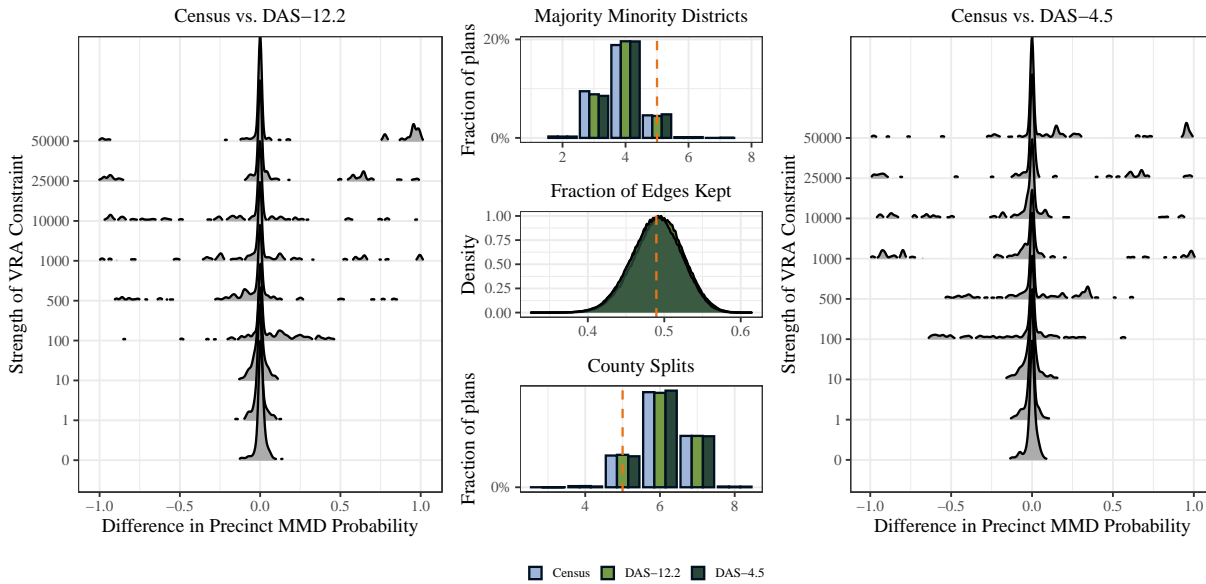 Census vs. DAS−12.2
Strength of VRA Constraint
50000
25000
10000
1000
500
100
10
1
0
−1.0 −0.5 0.0 0.5 1.0
Difference in Precinct MMD Probability
Majority Minority Districts
Fraction of plans
20%
0%
2 4 6 8
Fraction of Edges Kept
Density
1.00
0.75
0.50
0.25
0.00
0.4 0.5 0.6
County Splits
Fraction of plans
0%
4 6 8
Census vs. DAS−4.5
Strength of VRA Constraint
50000
25000
10000
1000
500
100
10
1
0
−1.0 −0.5 0.0 0.5 1.0
Difference in Precinct MMD Probability
Census DAS−12.2 DAS−4.5